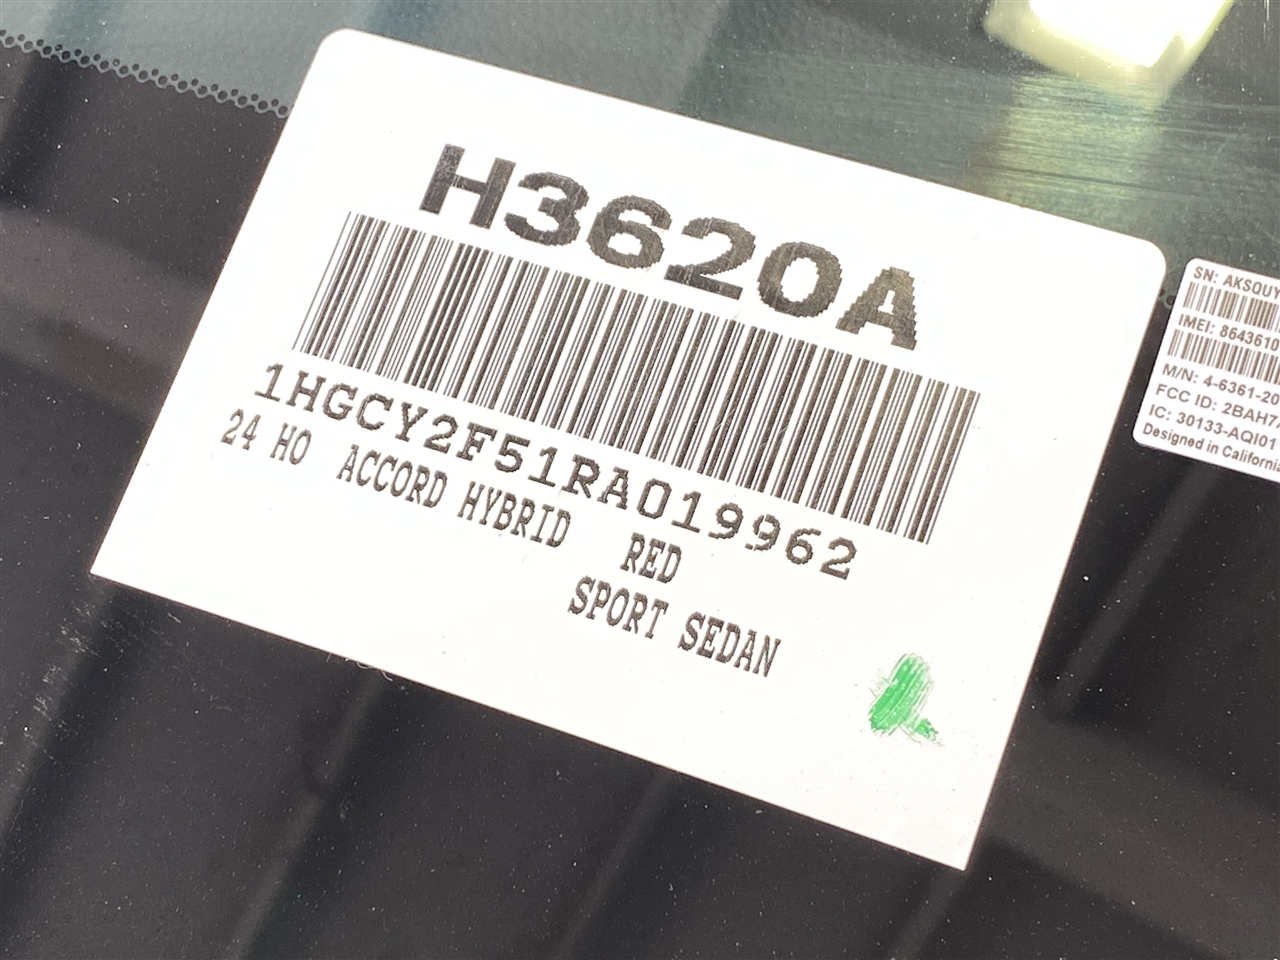 H3620A
1HGCY2F51RA019962
24 HO ACCORD HYBRID RED
SPORT SEDAN
SN: AKSQUY
IMEI: 8643610
M/N: 4-6361-20
FCC ID: 2BAH7
IC: 30133-AQI01
Designed in California